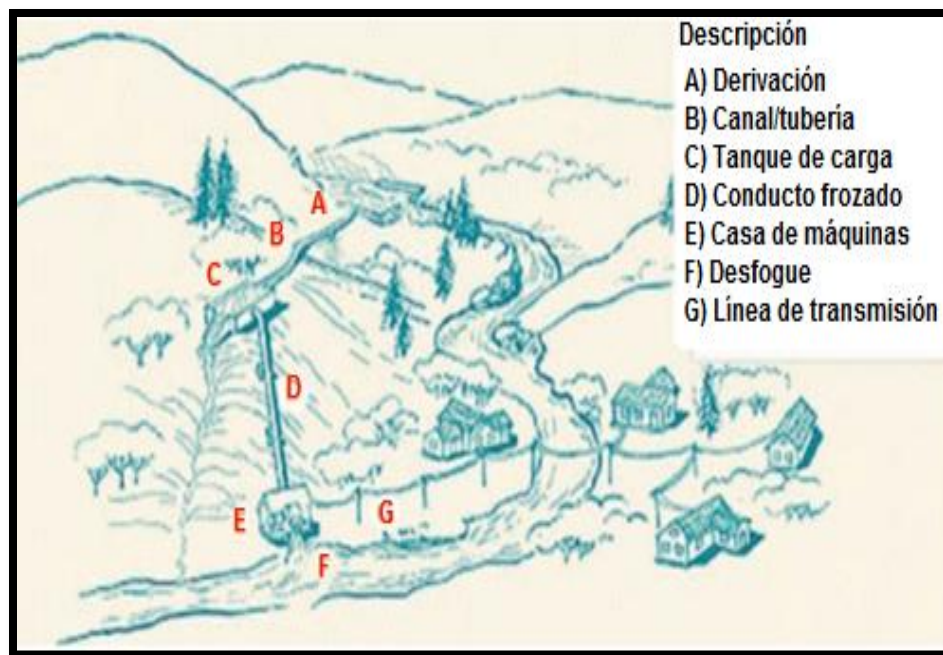 Descripción
A) Derivación
B) Canal/tubería
C) Tanque de carga
D) Conducto frozado
E) Casa de máquinas
F) Desfogue
G) Línea de transmisión
A
B
C
D
E
G
F